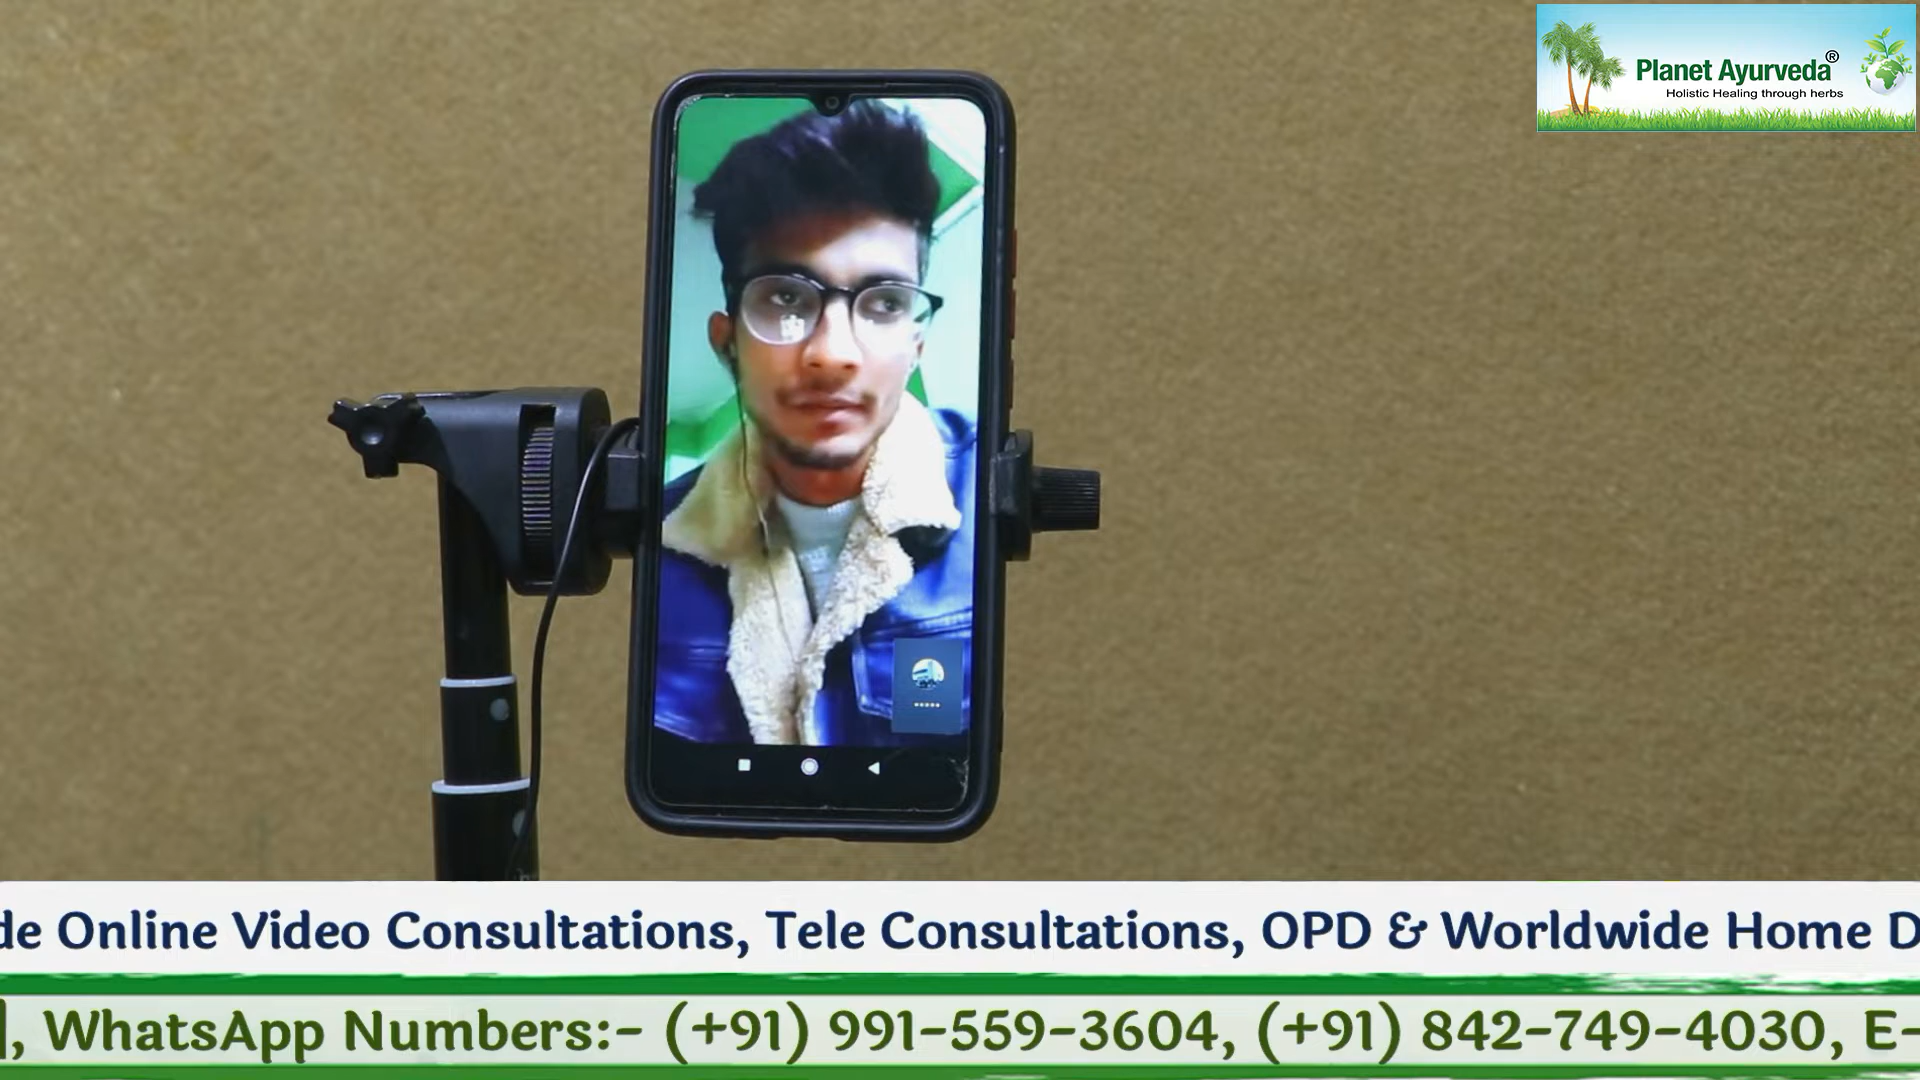 Planet Ayurveda®
Holistic Healing through herbs
de Online Video Consultations, Tele Consultations, OPD & Worldwide Home D
, WhatsApp Numbers:- (+91) 991-559-3604, (+91) 842-749-4030, E-